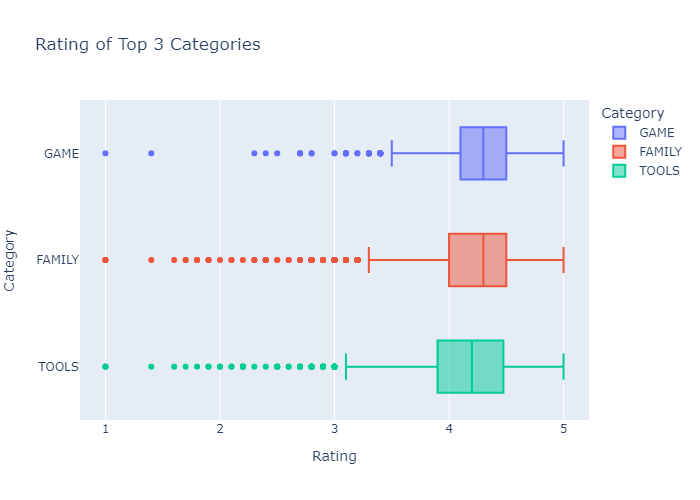 Rating of Top 3 Categories
Category
GAME
FAMILY
TOOLS
GAME
FAMILY
TOOLS
Category
1 2 3 4 5
Rating